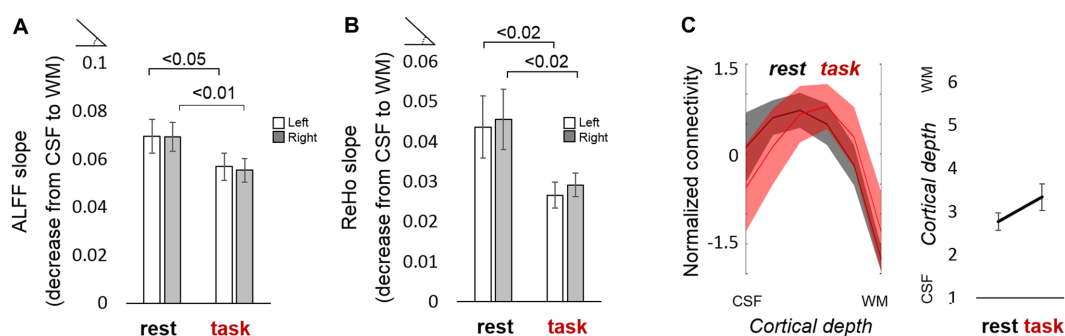 A
ALFF slope
(decrease from CSF to WM)
0.1
0.08
0.06
0.04
0.02
0
<0.05
<0.01
Left
Right
rest task
B
ReHo slope
(decrease from CSF to WM)
0.06
0.05
0.04
0.03
0.02
0.01
0
<0.02
<0.02
Left
Right
rest task
C
Normalized connectivity
1.5
0
-1.5
rest task
CSF WM
Cortical depth
CSF Cortical depth WM
6
5
4
3
2
1
rest task